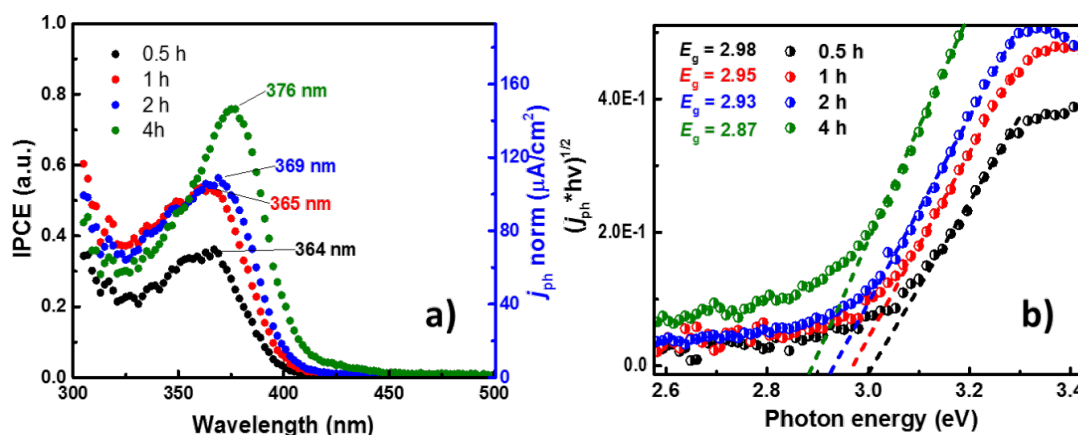 1.0
0.8
0.6
0.4
0.2
0.0
IPCE (a.u.)
0.5 h
1 h
2 h
4h
376 nm
369 nm
365 nm
364 nm
a)
160
120
80
40
0
jph norm (μA/cm²)
300
350
400
450
500
Wavelength (nm)
Eg = 2.98
Eg = 2.95
Eg = 2.93
Eg = 2.87
0.5 h
1 h
2 h
4 h
4.0E-1
2.0E-1
0.0
(jph*hv)1/2
b)
2.6
2.8
3.0
3.2
3.4
Photon energy (eV)